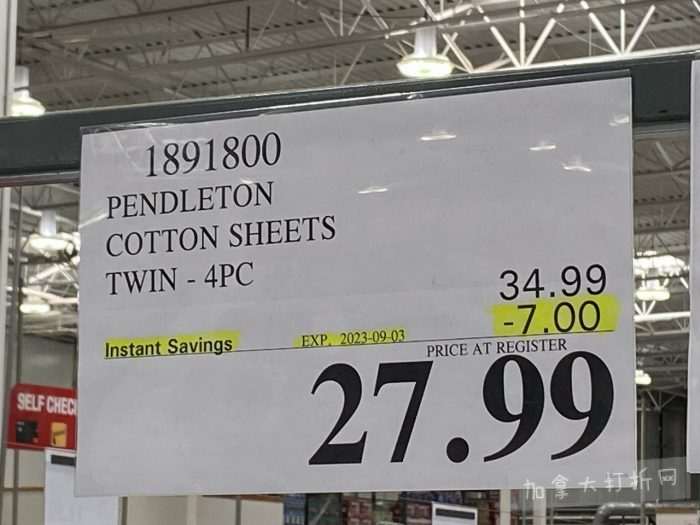 1891800
PENDLETON
COTTON SHEETS
TWIN - 4PC
34.99
-7.00
Instant Savings EXP. 2023-09-03
PRICE AT REGISTER
27.99
SELF CHEC
加拿大打折网